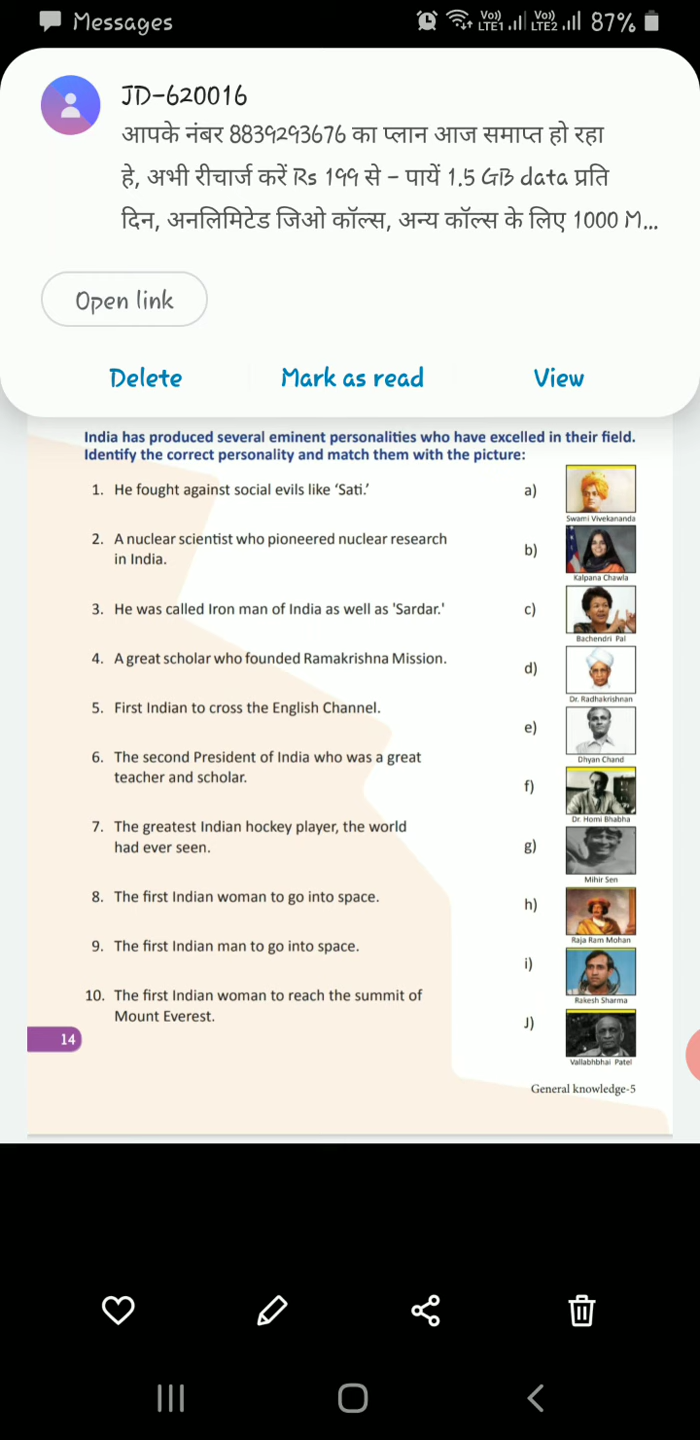 Messages
Vo)) LTE1 Vo)) LTE2 87%
JD-620016
आपके नंबर 8839293676 का प्लान आज समाप्त हो रहा
हे, अभी रीचार्ज करें Rs 199 से - पायें 1.5 GB data प्रति
दिन, अनलिमिटेड जिओ कॉल्स, अन्य कॉल्स के लिए 1000 M...
Open link
Delete Mark as read View
India has produced several eminent personalities who have excelled in their field.
Identify the correct personality and match them with the picture:
1. He fought against social evils like ‘Sati.’ a)
Swami Vivekananda
2. A nuclear scientist who pioneered nuclear research
in India.
b)
Kalpana Chawla
3. He was called Iron man of India as well as 'Sardar.' c)
Bachendri Pal
4. A great scholar who founded Ramakrishna Mission.
d)
Dr. Radhakrishnan
5. First Indian to cross the English Channel.
e)
Dhyan Chand
6. The second President of India who was a great
teacher and scholar.
f)
Dr. Homi Bhabha
7. The greatest Indian hockey player, the world
had ever seen.
g)
Mihir Sen
8. The first Indian woman to go into space.
h)
Raja Ram Mohan
9. The first Indian man to go into space.
i)
Rakesh Sharma
10. The first Indian woman to reach the summit of
Mount Everest.
J)
Vallabhbhai Patel
14
General knowledge-5